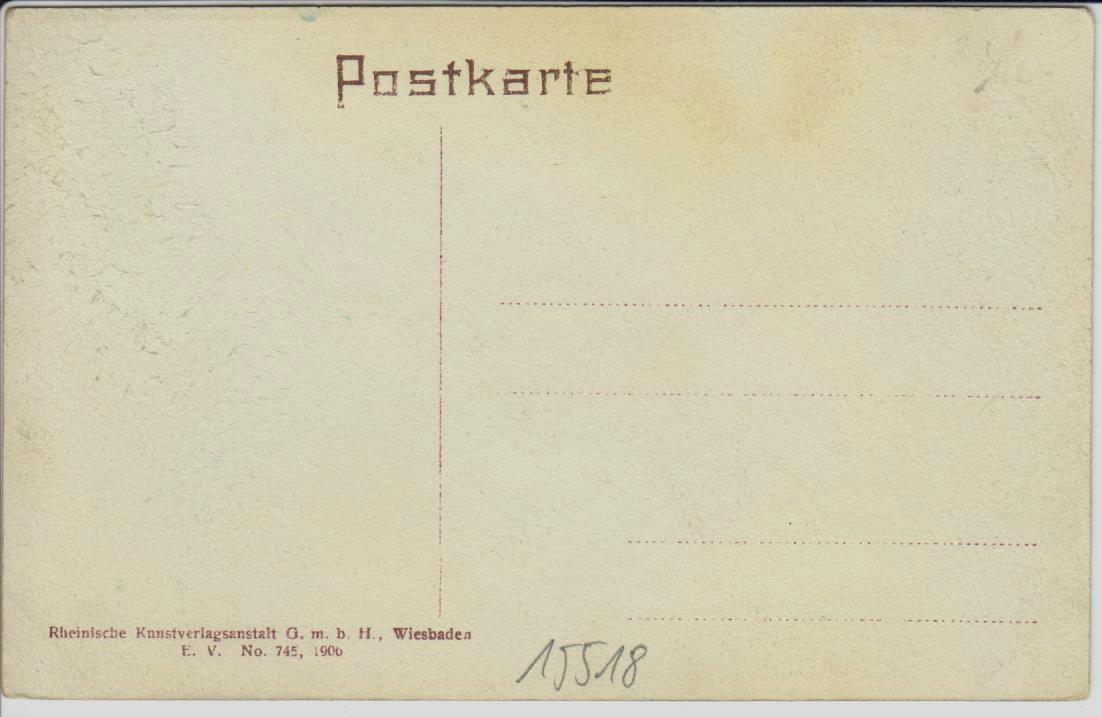 Postkarte
Rheinische Kunstverlagsanstalt G. m. b. H., Wiesbaden
E. V. No. 745, 1906
15518